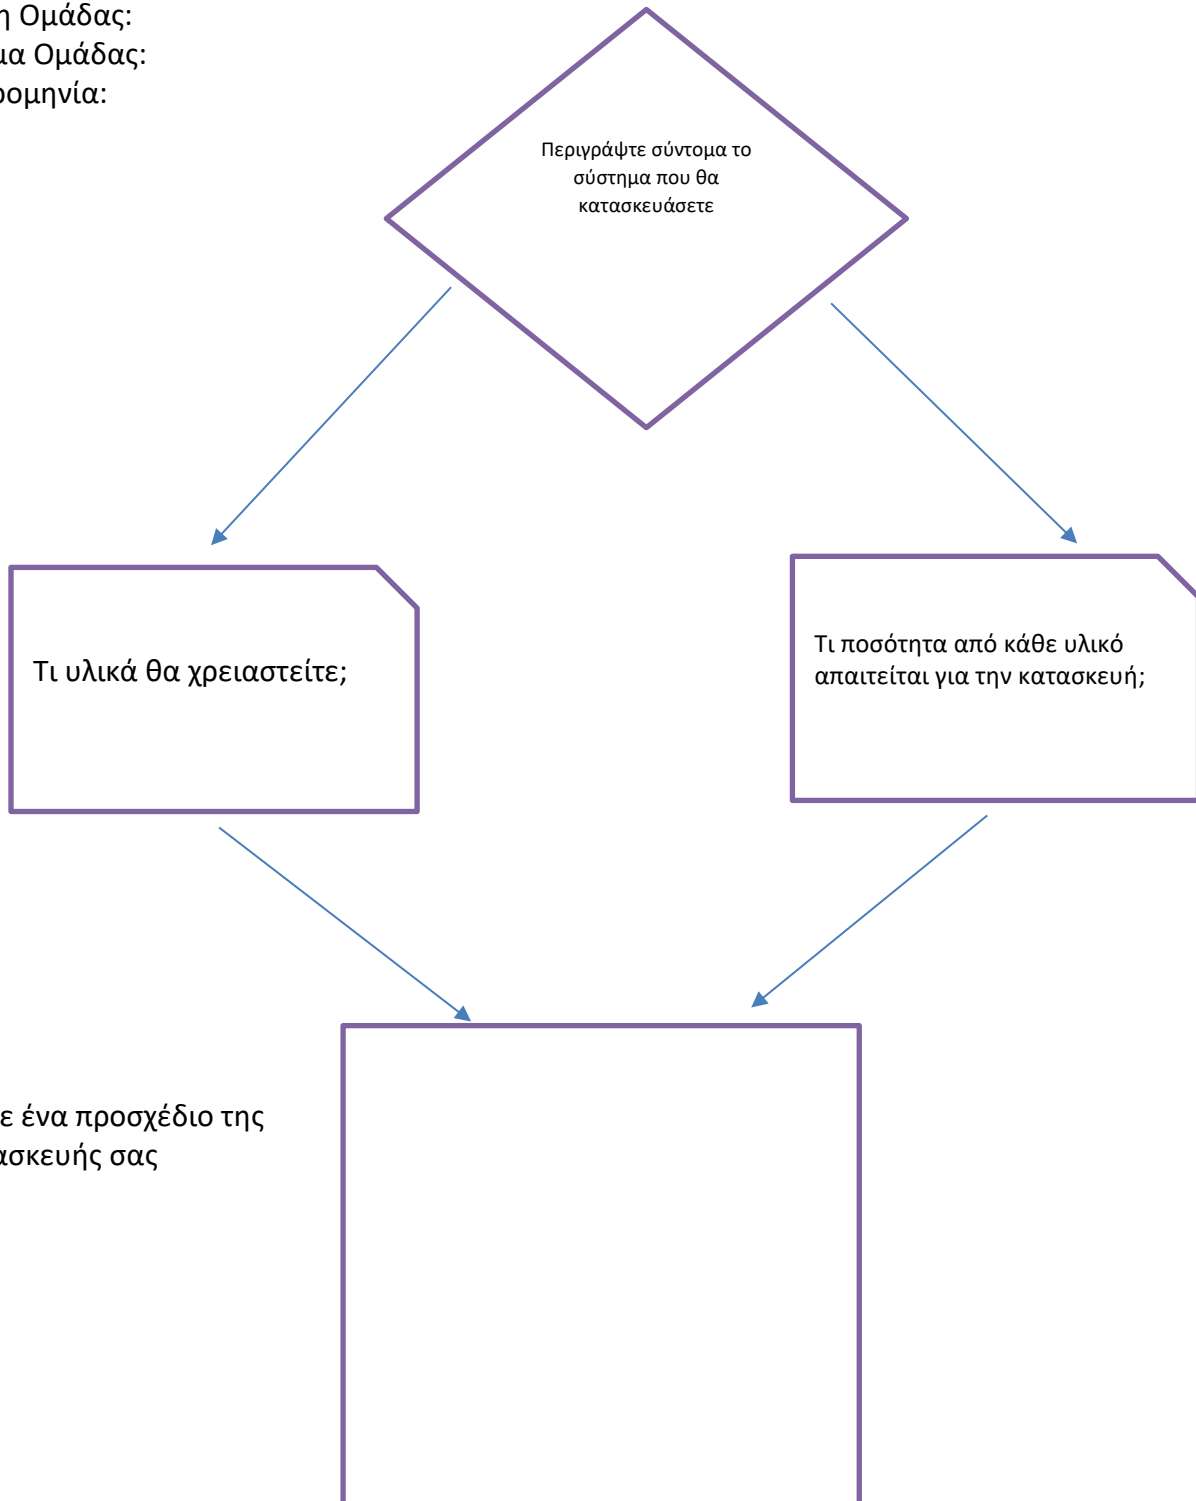 η Ομάδας:
μα Ομάδας:
ρομηνία:
Περιγράψτε σύντομα το
σύστημα που θα
κατασκευάσετε
Τι υλικά θα χρειαστείτε;
Τι ποσότητα από κάθε υλικό
απαιτείται για την κατασκευή;
ε ένα προσχέδιο της
ασκευής σας